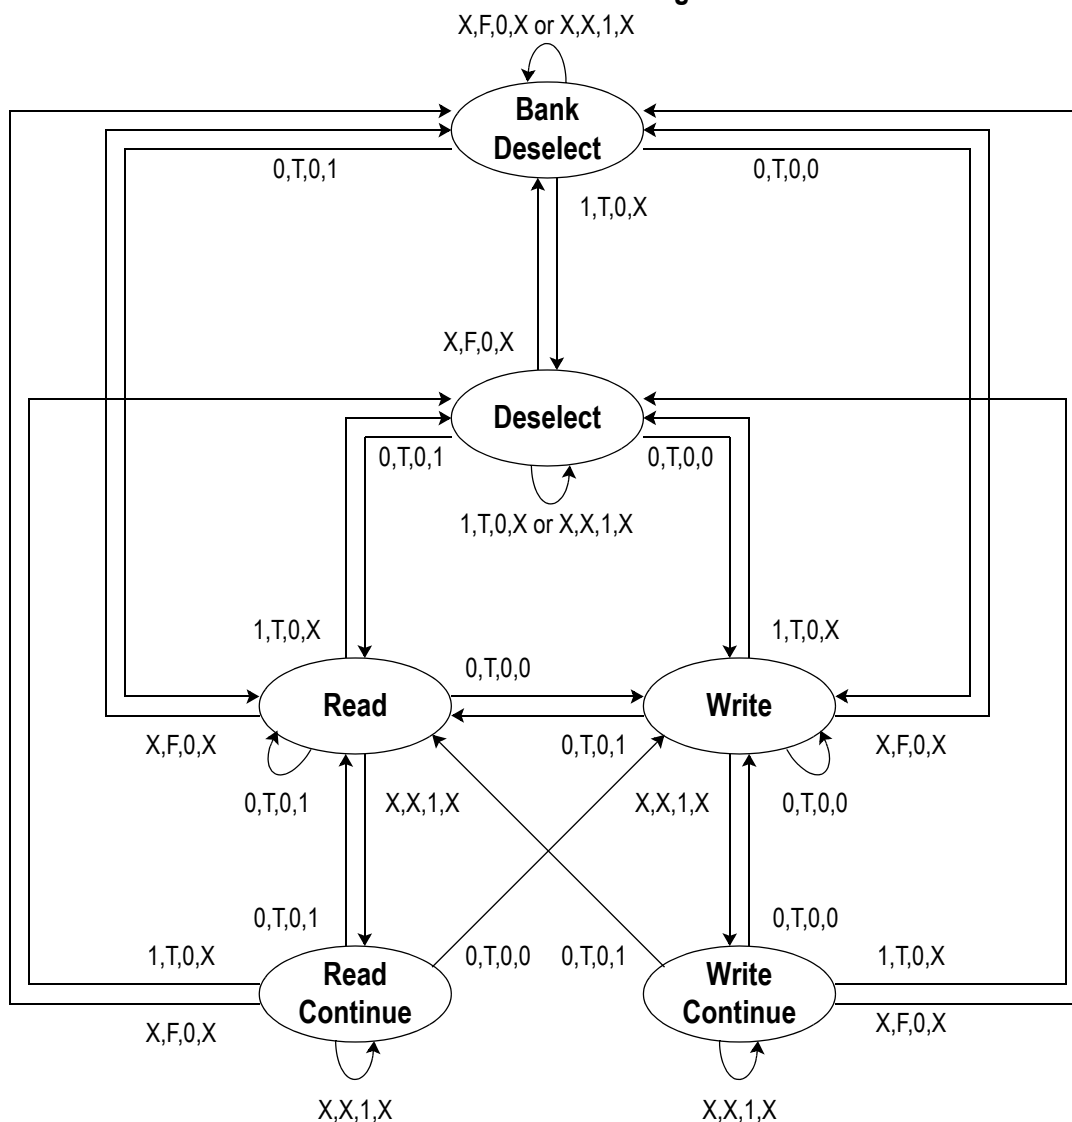 X,F,0,X or X,X,1,X
Bank
Deselect
0,T,0,1
0,T,0,0
1,T,0,X
X,F,0,X
Deselect
0,T,0,1
0,T,0,0
1,T,0,X or X,X,1,X
1,T,0,X
1,T,0,X
0,T,0,0
Read
Write
X,F,0,X
0,T,0,1
X,F,0,X
0,T,0,1
X,X,1,X
X,X,1,X
0,T,0,0
0,T,0,1
0,T,0,0
1,T,0,X
0,T,0,0
0,T,0,1
1,T,0,X
Read
Continue
Write
Continue
X,F,0,X
X,F,0,X
X,X,1,X
X,X,1,X